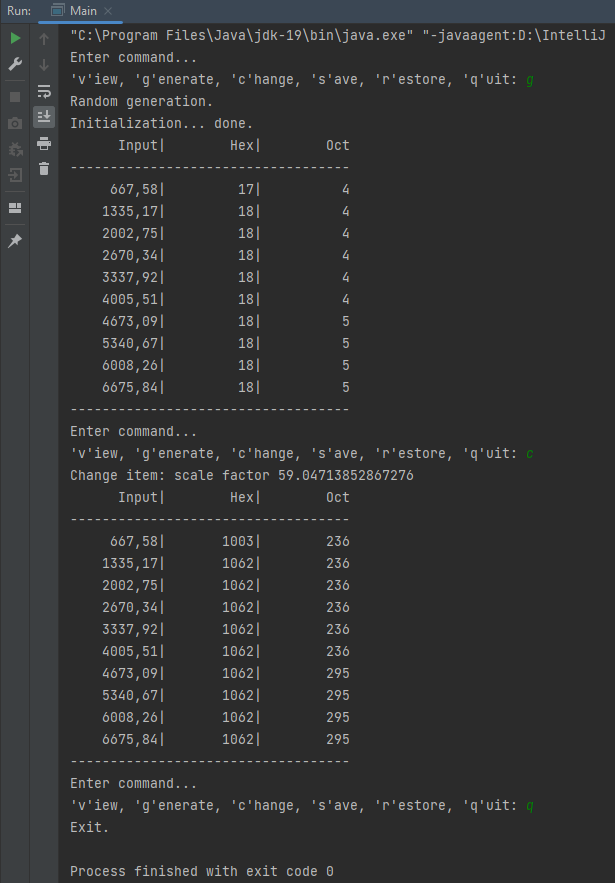 Run: Main
"C:\Program Files\Java\jdk-19\bin\java.exe" "-javaagent:D:\IntelliJ
Enter command...
'v'iew, 'g'enerate, 'c'hange, 's'ave, 'r'estore, 'q'uit: g
Random generation.
Initialization... done.
Input| Hex| Oct
-----------------------------------
667,58| 17| 4
1335,17| 18| 4
2002,75| 18| 4
2670,34| 18| 4
3337,92| 18| 4
4005,51| 18| 4
4673,09| 18| 5
5340,67| 18| 5
6008,26| 18| 5
6675,84| 18| 5
-----------------------------------
Enter command...
'v'iew, 'g'enerate, 'c'hange, 's'ave, 'r'estore, 'q'uit: c
Change item: scale factor 59.04713852867276
Input| Hex| Oct
-----------------------------------
667,58| 1003| 236
1335,17| 1062| 236
2002,75| 1062| 236
2670,34| 1062| 236
3337,92| 1062| 236
4005,51| 1062| 236
4673,09| 1062| 295
5340,67| 1062| 295
6008,26| 1062| 295
6675,84| 1062| 295
-----------------------------------
Enter command...
'v'iew, 'g'enerate, 'c'hange, 's'ave, 'r'estore, 'q'uit: q
Exit.
Process finished with exit code 0